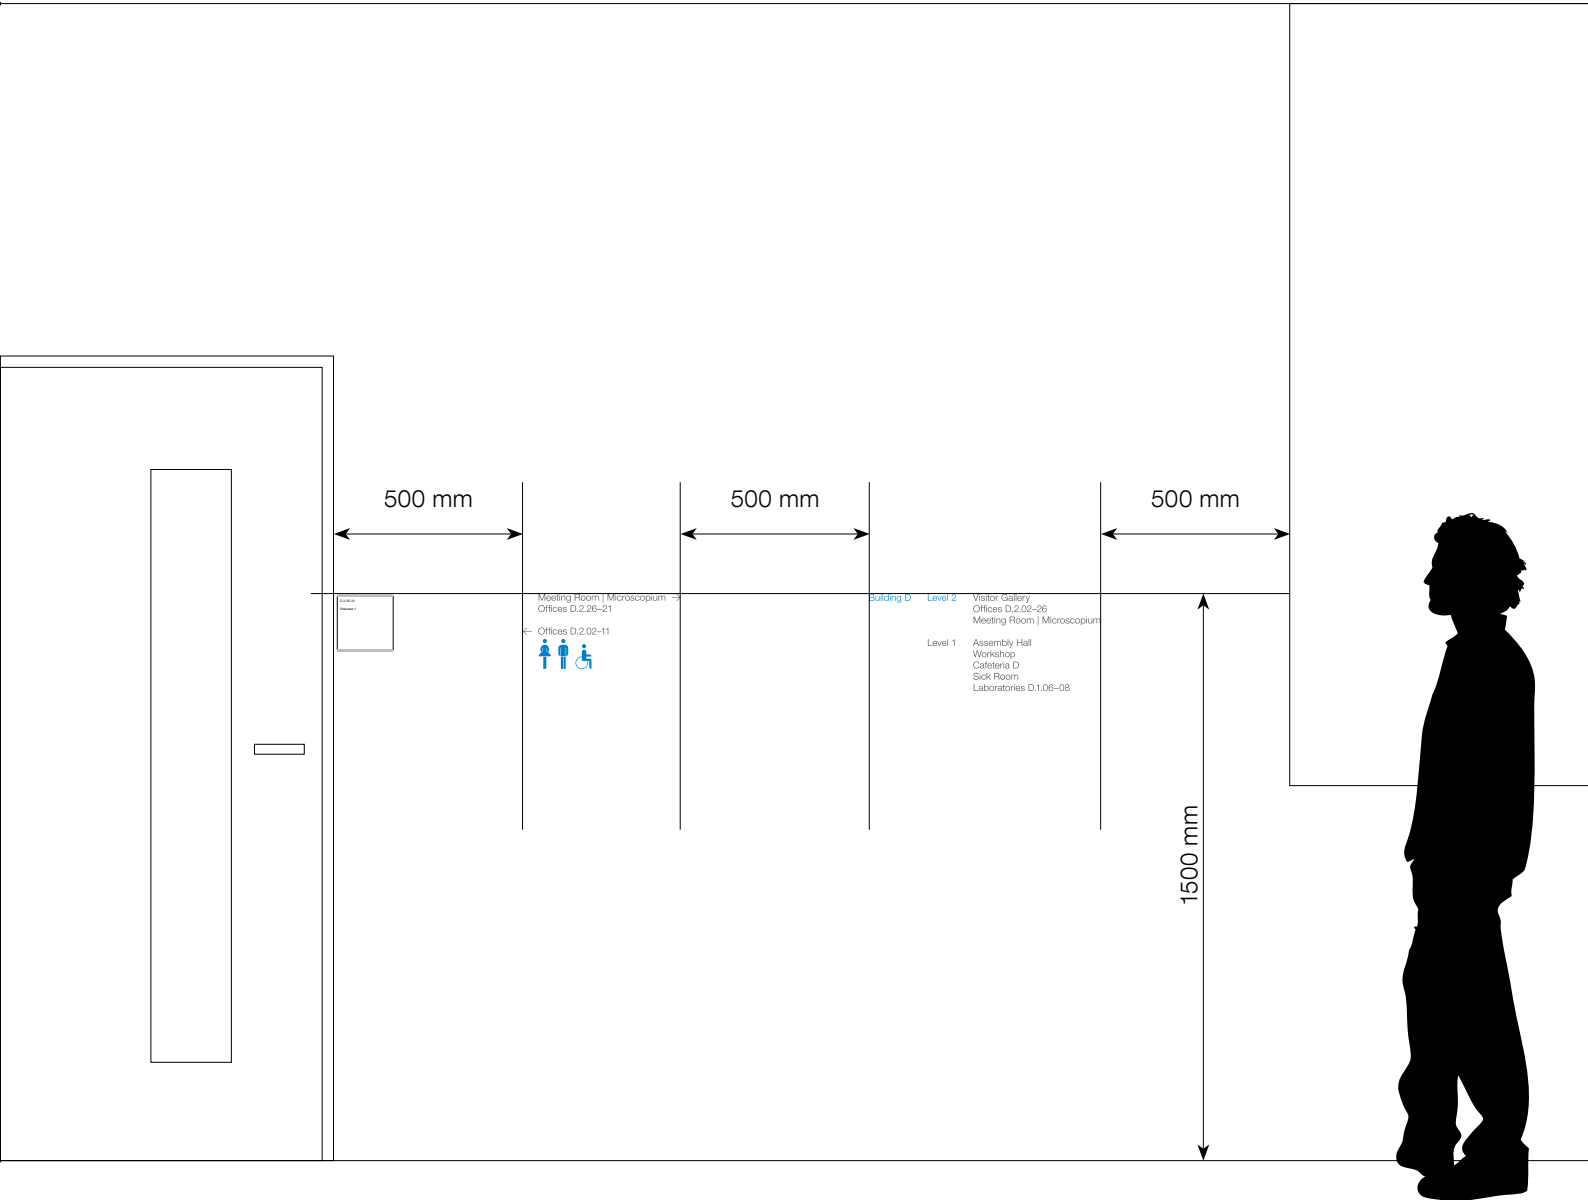 500 mm
500 mm
500 mm
Meeting Room | Microscopium →
Offices D.2.26–21
← Offices D.2.02–11
Building D Level 2 Visitor Gallery
Offices D.2.02–26
Meeting Room | Microscopium
Level 1 Assembly Hall
Workshop
Cafeteria D
Sick Room
Laboratories D.1.06–08
1500 mm